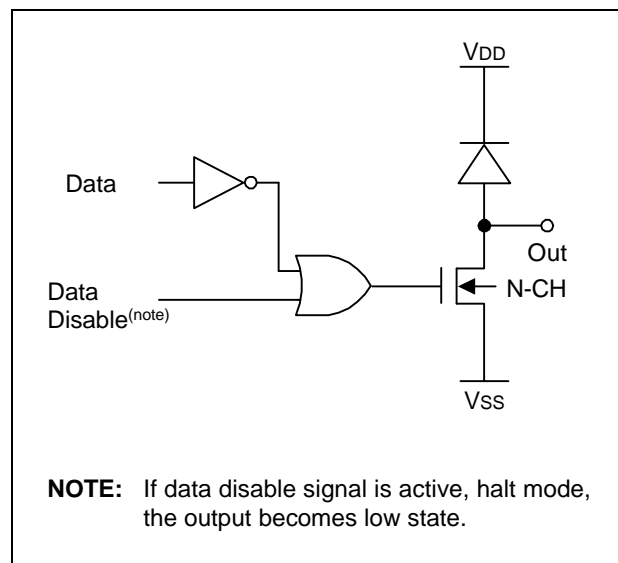 VDD
Data
Out
Data
Disable(note)
N-CH
VSS
NOTE: If data disable signal is active, halt mode,
the output becomes low state.